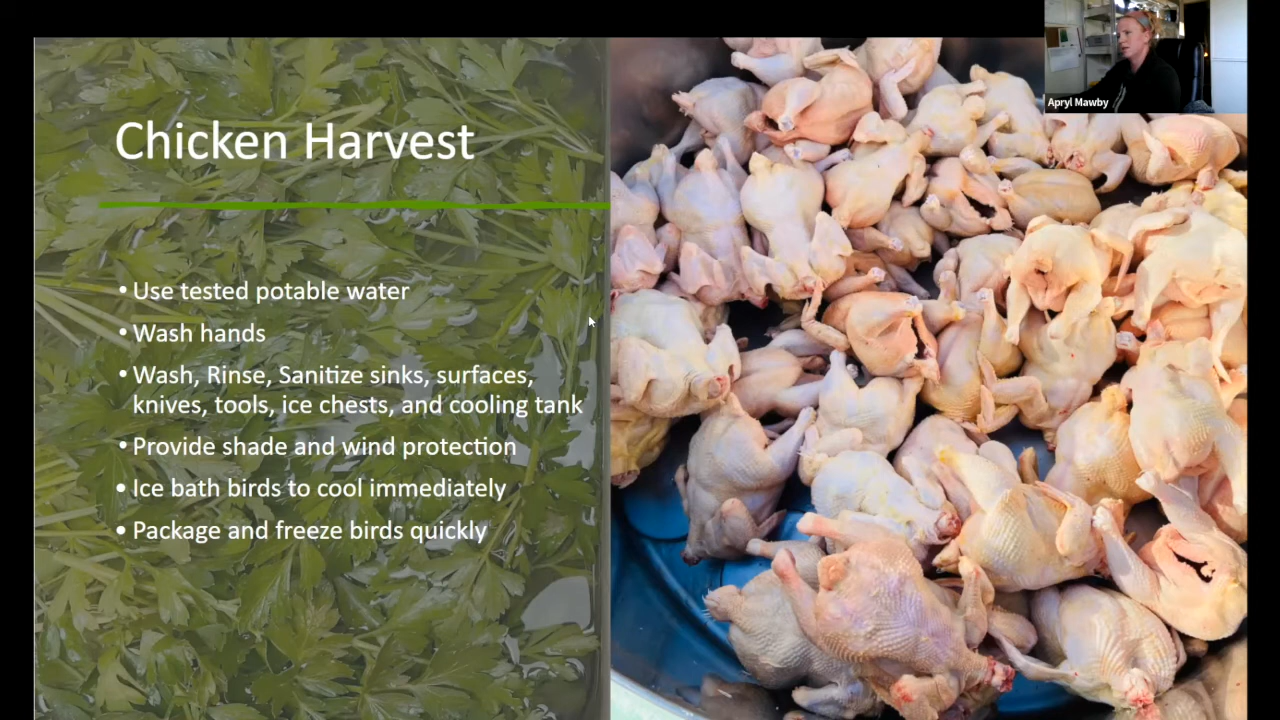 Apryl Mawby
Chicken Harvest
• Use tested potable water
• Wash hands
• Wash, Rinse, Sanitize sinks, surfaces,
knives, tools, ice chests, and cooling tank
• Provide shade and wind protection
• Ice bath birds to cool immediately
• Package and freeze birds quickly